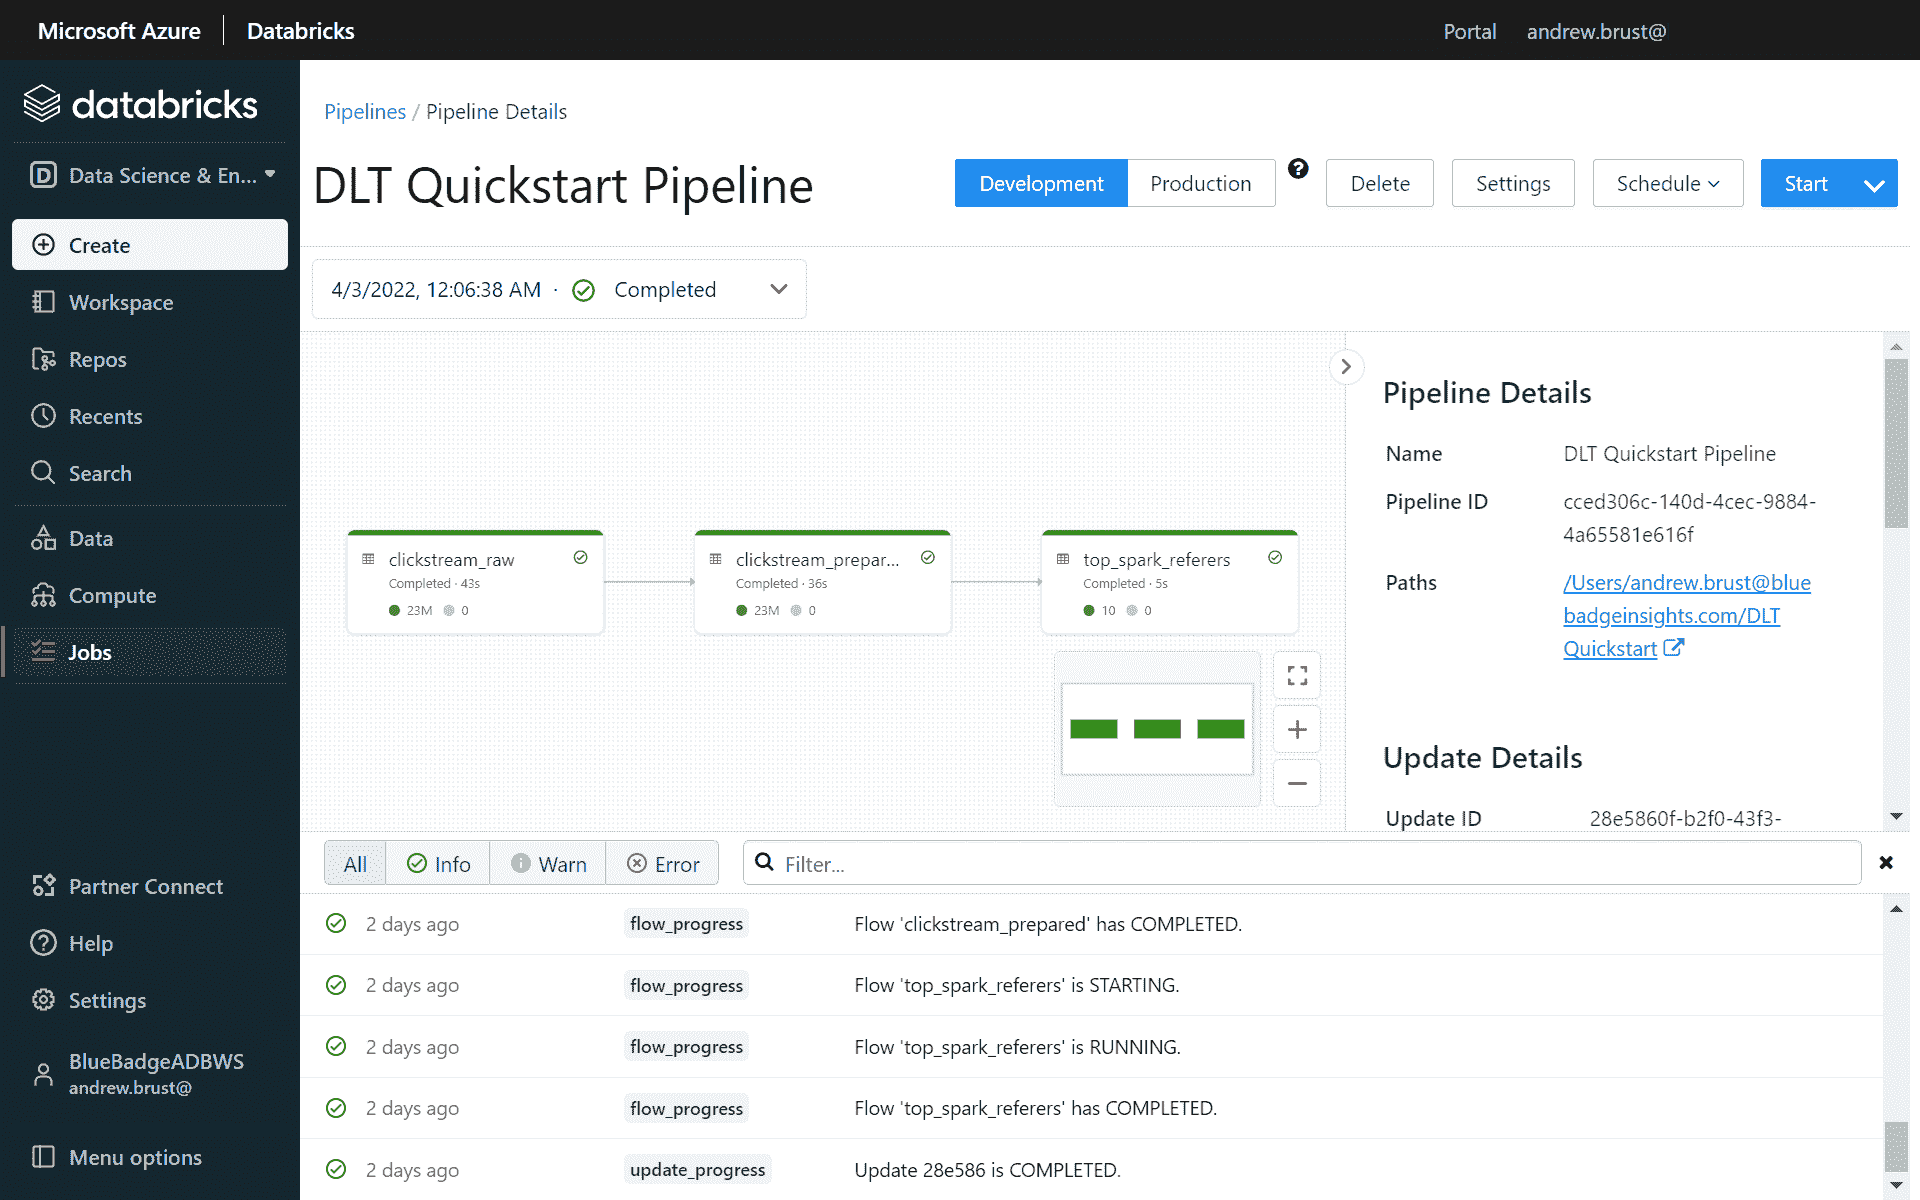 Microsoft Azure Databricks Portal andrew.brust@
databricks
D Data Science & En...
Create
Workspace
Repos
Recents
Search
Data
Compute
Jobs
Partner Connect
Help
Settings
BlueBadgeADBWS
andrew.brust@
Menu options
Pipelines / Pipeline Details
DLT Quickstart Pipeline
Development Production ? Delete Settings Schedule Start
4/3/2022, 12:06:38 AM · Completed
clickstream_raw
Completed · 43s
23M 0
clickstream_prepar...
Completed · 36s
23M 0
top_spark_referers
Completed · 5s
10 0
Pipeline Details
Name DLT Quickstart Pipeline
Pipeline ID cced306c-140d-4cec-9884-
4a65581e616f
Paths /Users/andrew.brust@blue
badgeinsights.com/DLT
Quickstart
Update Details
Update ID 28e5860f-b2f0-43f3-
All Info Warn Error Filter...
2 days ago flow_progress Flow 'clickstream_prepared' has COMPLETED.
2 days ago flow_progress Flow 'top_spark_referers' is STARTING.
2 days ago flow_progress Flow 'top_spark_referers' is RUNNING.
2 days ago flow_progress Flow 'top_spark_referers' has COMPLETED.
2 days ago update_progress Update 28e586 is COMPLETED.